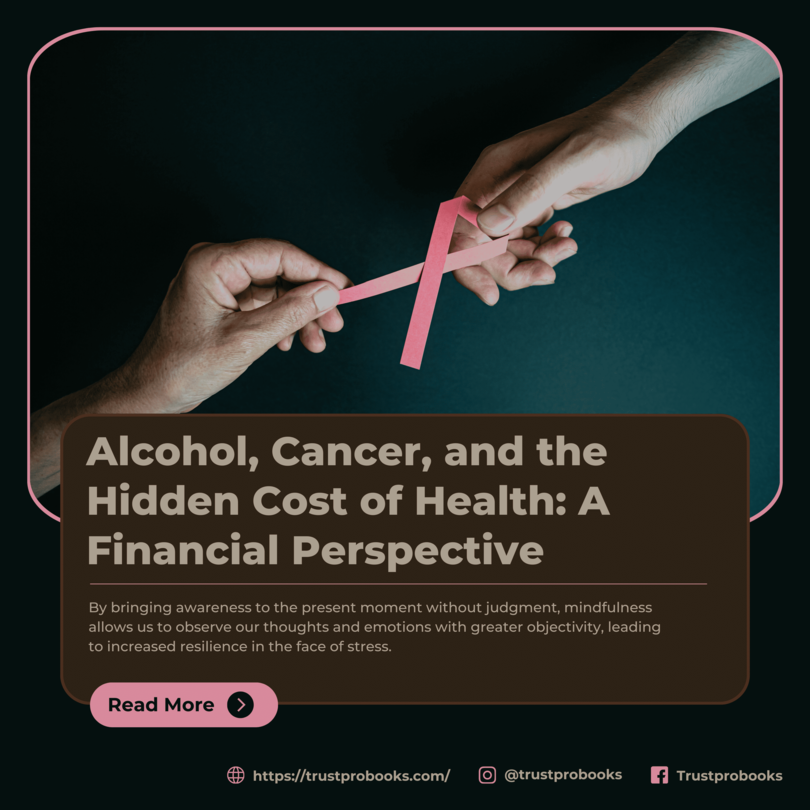 Alcohol, Cancer, and the
Hidden Cost of Health: A
Financial Perspective
By bringing awareness to the present moment without judgment, mindfulness
allows us to observe our thoughts and emotions with greater objectivity, leading
to increased resilience in the face of stress.
Read More
https://trustprobooks.com/ @trustprobooks Trustprobooks